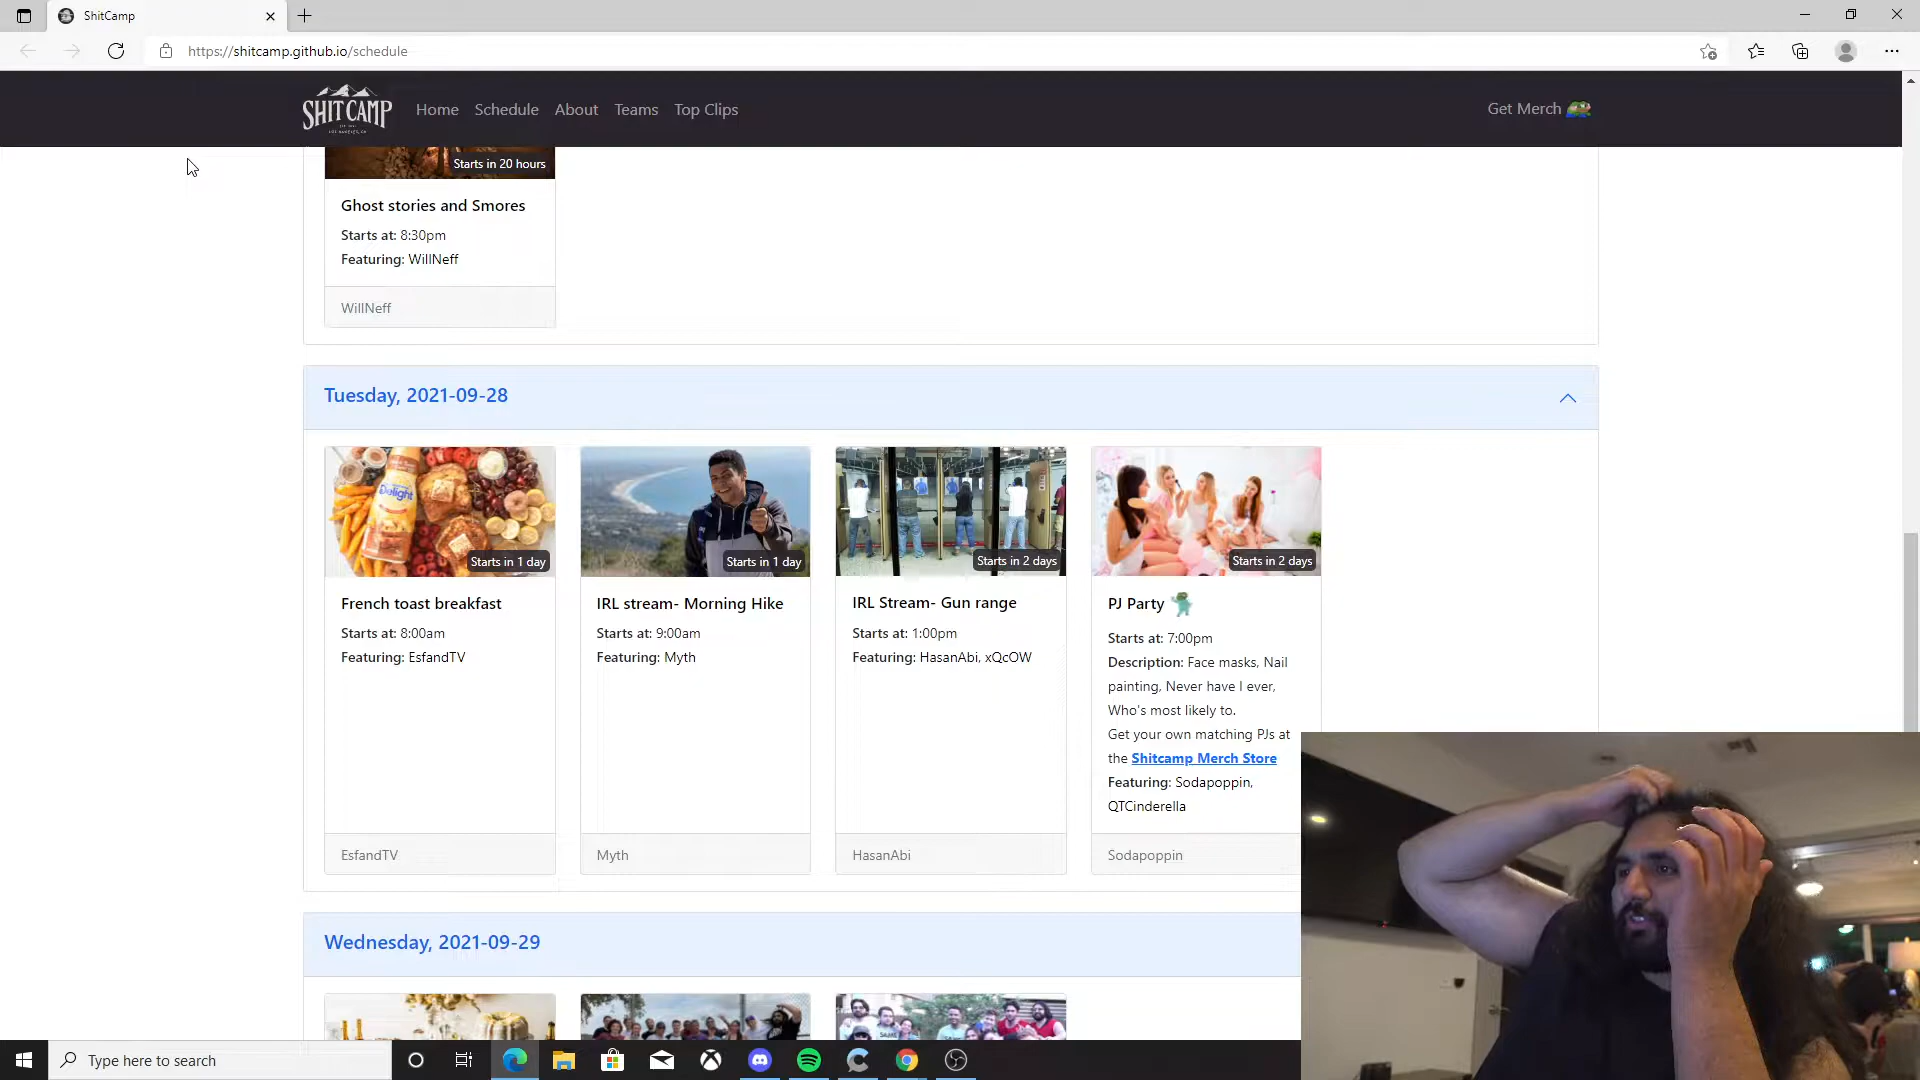 ShitCamp
https://shitcamp.github.io/schedule
SHITCAMP
Home
Schedule
About
Teams
Top Clips
Get Merch
Starts in 20 hours
Ghost stories and Smores
Starts at: 8:30pm
Featuring: WillNeff
WillNeff
Tuesday, 2021-09-28
Delight
Starts in 1 day
French toast breakfast
Starts at: 8:00am
Featuring: EsfandTV
EsfandTV
Starts in 1 day
IRL stream- Morning Hike
Starts at: 9:00am
Featuring: Myth
Myth
Starts in 2 days
IRL Stream- Gun range
Starts at: 1:00pm
Featuring: HasanAbi, xQcOW
HasanAbi
Starts in 2 days
PJ Party
Starts at: 7:00pm
Description: Face masks, Nail
painting, Never have I ever,
Who's most likely to.
Get your own matching PJs at
the Shitcamp Merch Store
Featuring: Sodapoppin,
QTCinderella
Sodapoppin
Wednesday, 2021-09-29
Type here to search